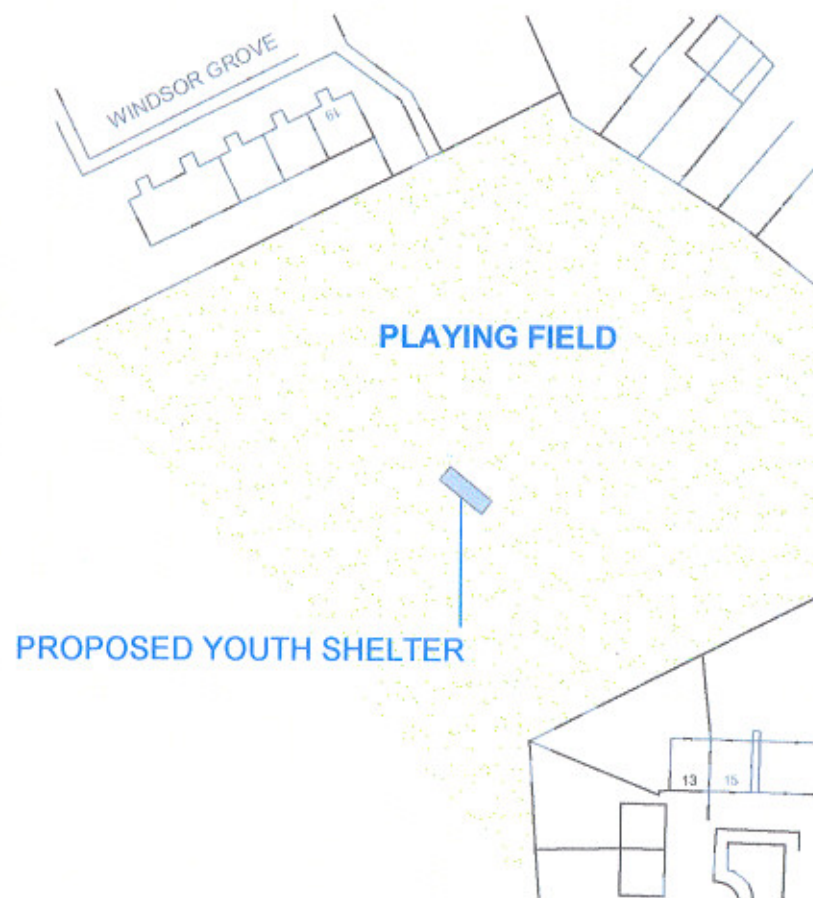 WINDSOR GROVE
19
PLAYING FIELD
PROPOSED YOUTH SHELTER
13 15